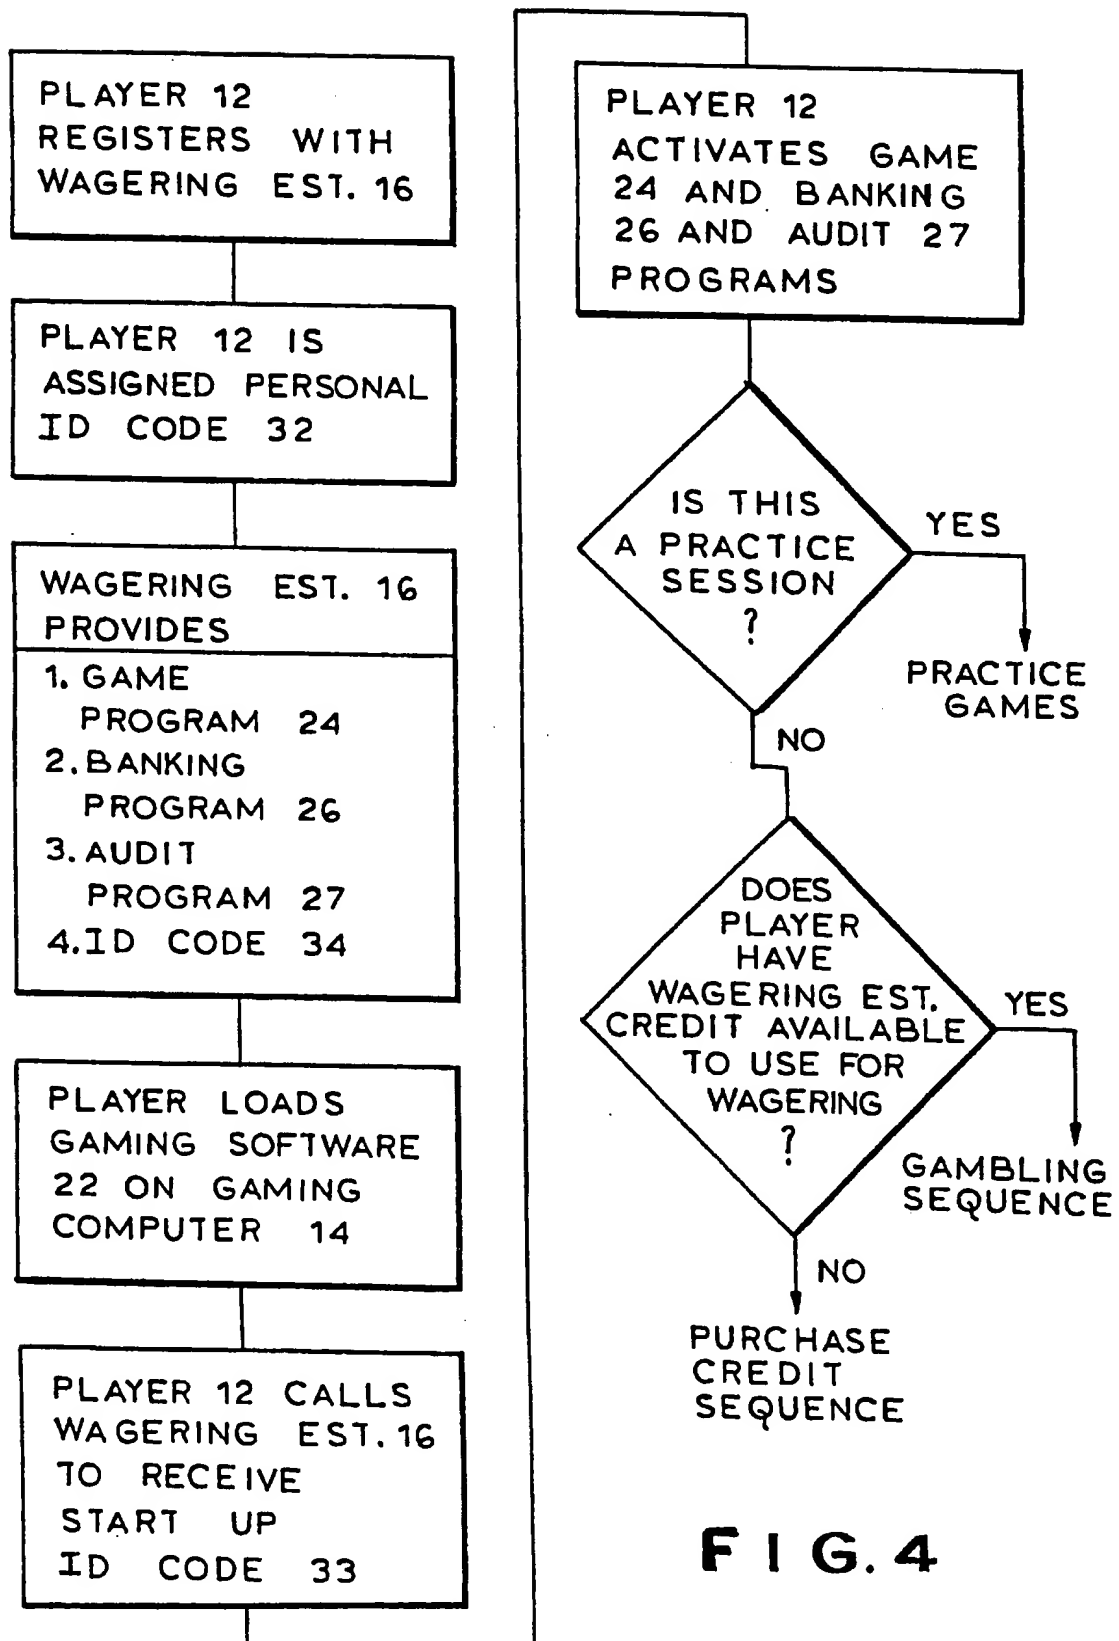 PLAYER 12
REGISTERS WITH
WAGERING EST. 16
PLAYER 12 IS
ASSIGNED PERSONAL
ID CODE 32
WAGERING EST. 16
PROVIDES
1. GAME
PROGRAM 24
2. BANKING
PROGRAM 26
3. AUDIT
PROGRAM 27
4. ID CODE 34
PLAYER LOADS
GAMING SOFTWARE
22 ON GAMING
COMPUTER 14
PLAYER 12 CALLS
WAGERING EST. 16
TO RECEIVE
START UP
ID CODE 33
PLAYER 12
ACTIVATES GAME
24 AND BANKING
26 AND AUDIT 27
PROGRAMS
IS THIS
A PRACTICE
SESSION
?
YES
PRACTICE
GAMES
NO
DOES
PLAYER
HAVE
WAGERING EST.
CREDIT AVAILABLE
TO USE FOR
WAGERING
?
YES
GAMBLING
SEQUENCE
NO
PURCHASE
CREDIT
SEQUENCE
FIG. 4